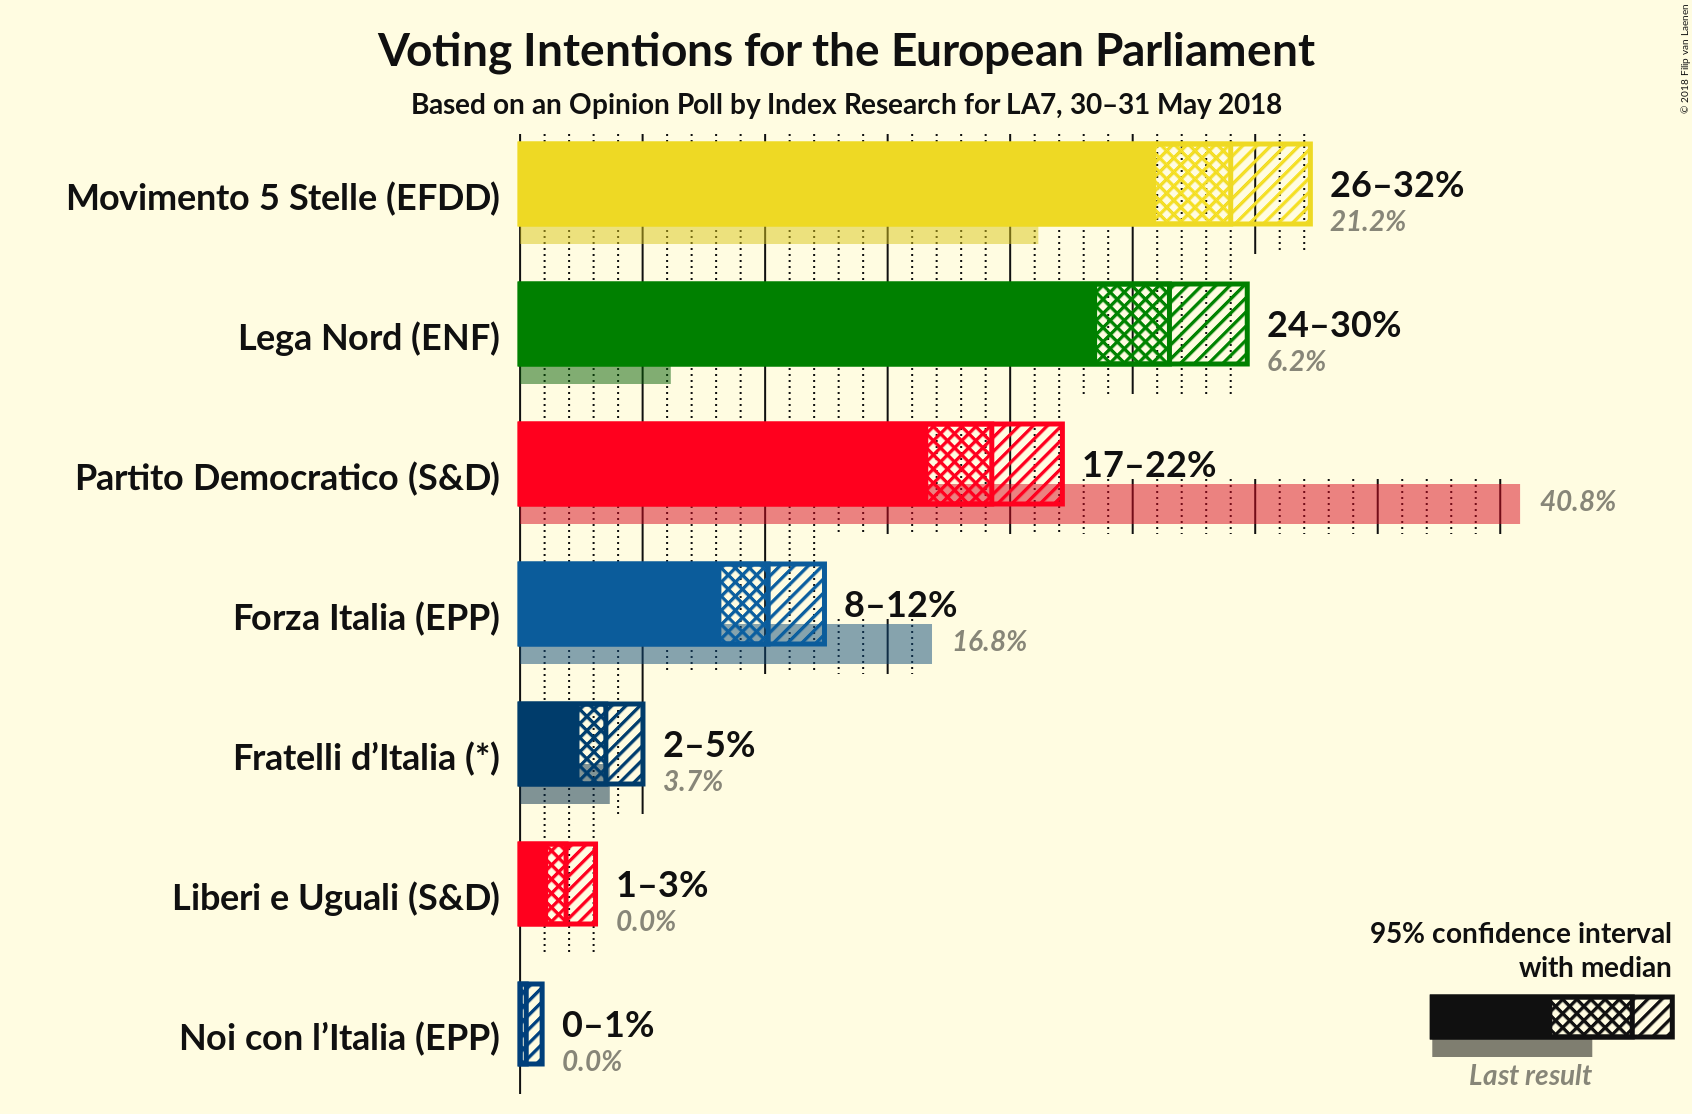 Voting Intentions for the European Parliament
Based on an Opinion Poll by Index Research for LA7, 30–31 May 2018
© 2018 Filip van Laenen
Movimento 5 Stelle (EFDD)
26–32%
21.2%
Lega Nord (ENF)
24–30%
6.2%
Partito Democratico (S&D)
17–22%
40.8%
Forza Italia (EPP)
8–12%
16.8%
Fratelli d’Italia (*)
2–5%
3.7%
Liberi e Uguali (S&D)
1–3%
0.0%
Noi con l’Italia (EPP)
0–1%
0.0%
95% confidence interval
with median
Last result